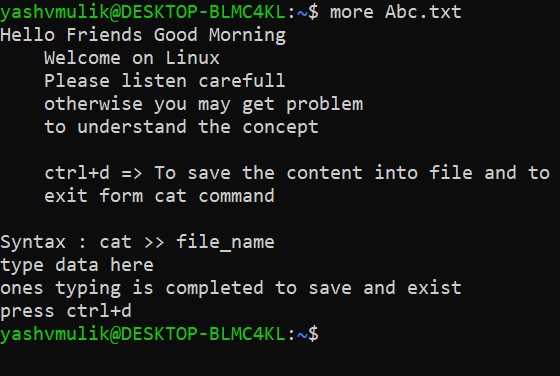 yashvmulik@DESKTOP-BLMC4KL:~$ more Abc.txt
Hello Friends Good Morning
    Welcome on Linux
    Please listen carefull
    otherwise you may get problem
    to understand the concept

    ctrl+d => To save the content into file and to
    exit form cat command

Syntax : cat >> file_name
type data here
ones typing is completed to save and exist
press ctrl+d
yashvmulik@DESKTOP-BLMC4KL:~$